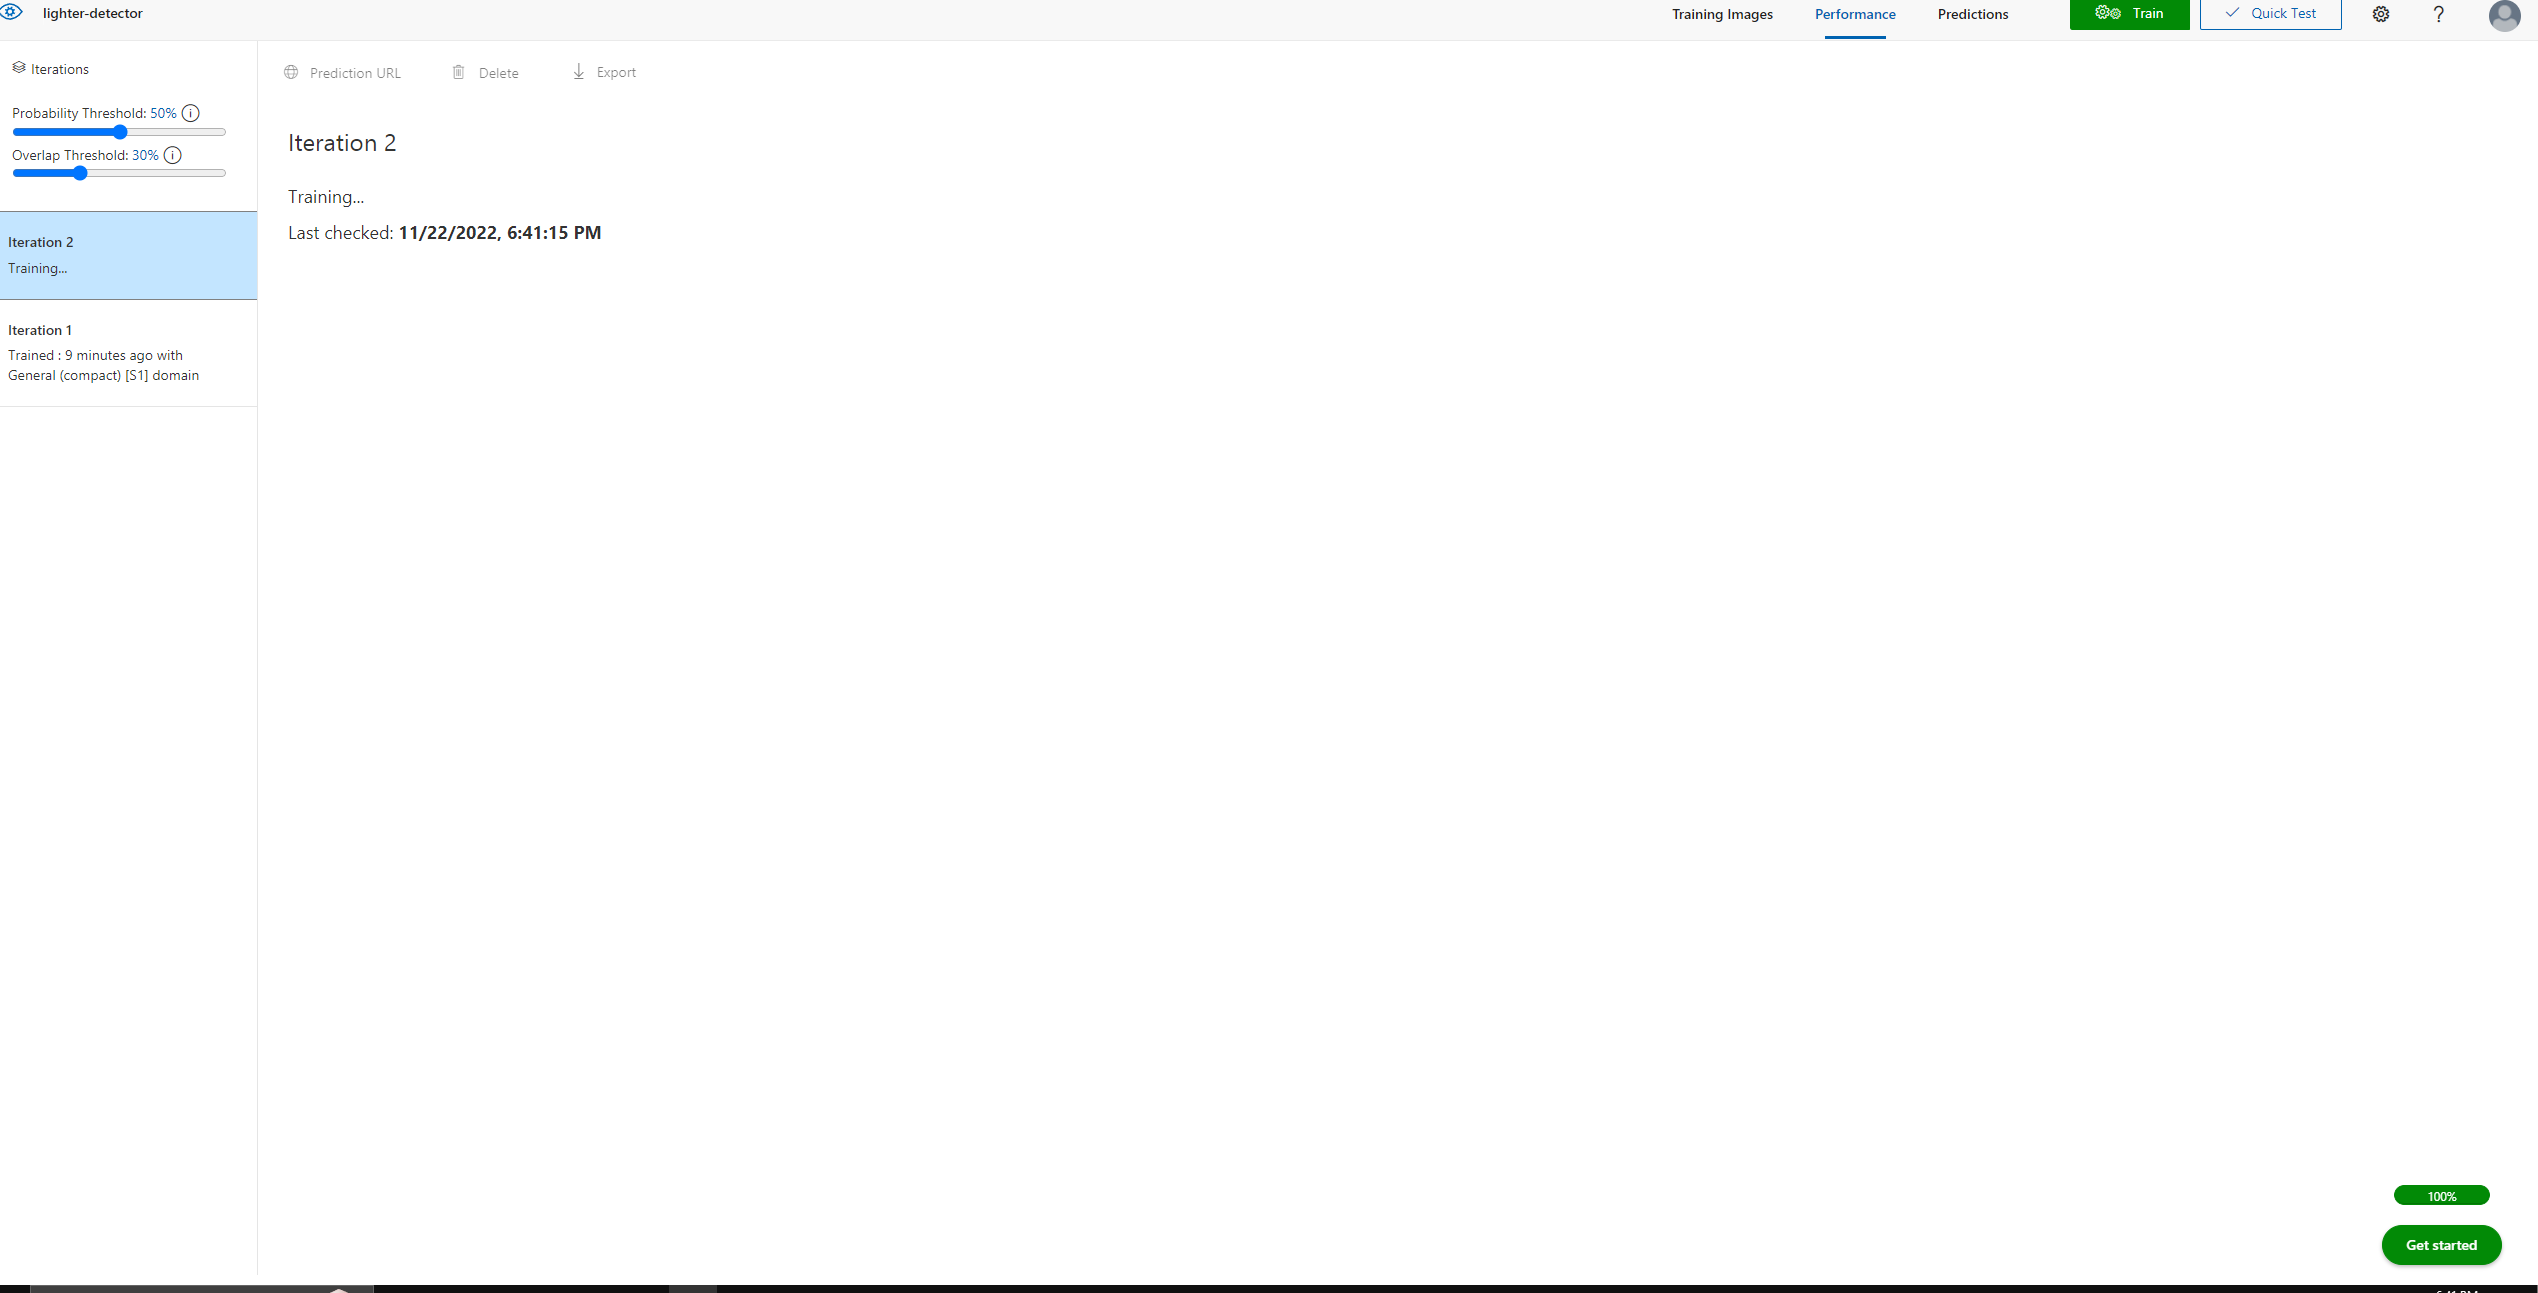 lighter-detector
Training Images
Performance
Predictions
Train
Quick Test
?
Iterations
Probability Threshold: 50% i
Overlap Threshold: 30% i
Iteration 2
Training...
Iteration 1
Trained : 9 minutes ago with
General (compact) [S1] domain
Prediction URL
Delete
Export
Iteration 2
Training...
Last checked: 11/22/2022, 6:41:15 PM
100%
Get started